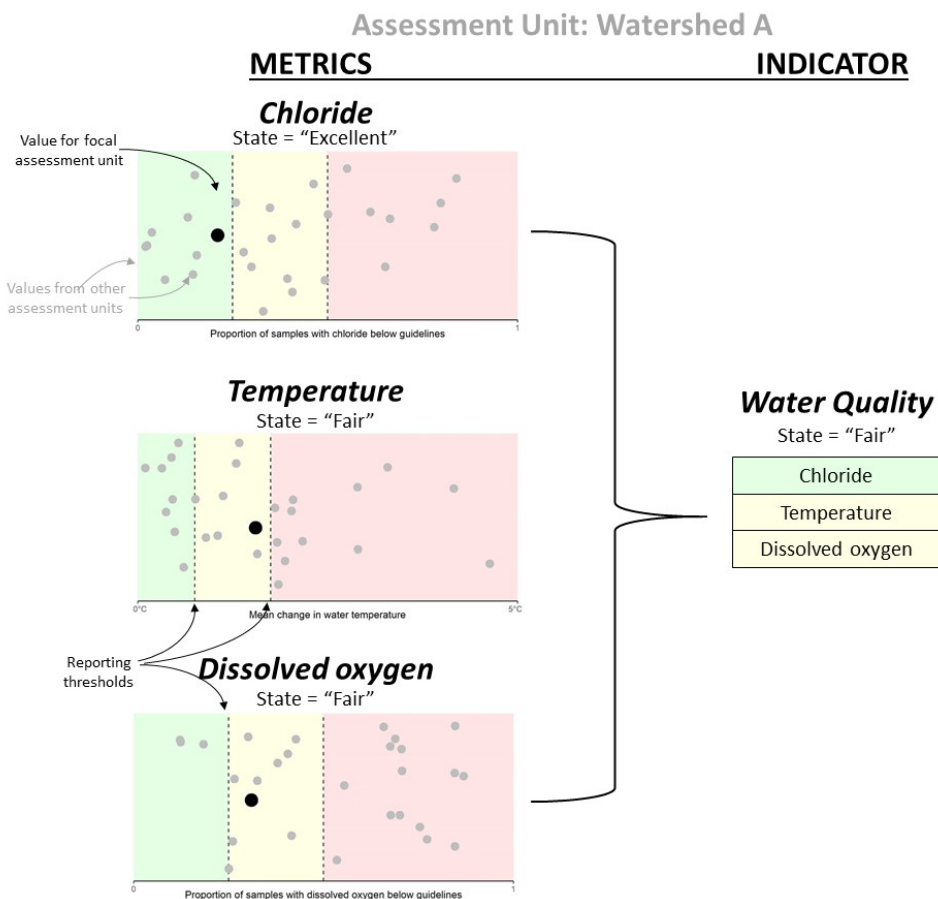 Assessment Unit: Watershed A
METRICS
INDICATOR
Chloride
State = “Excellent”
Value for focal
assessment unit
Values from other
assessment units
0
1
Proportion of samples with chloride below guidelines
Temperature
State = “Fair”
0°C
5°C
Mean change in water temperature
Reporting
thresholds
Dissolved oxygen
State = “Fair”
0
1
Proportion of samples with dissolved oxygen below guidelines
Water Quality
State = “Fair”
Chloride
Temperature
Dissolved oxygen